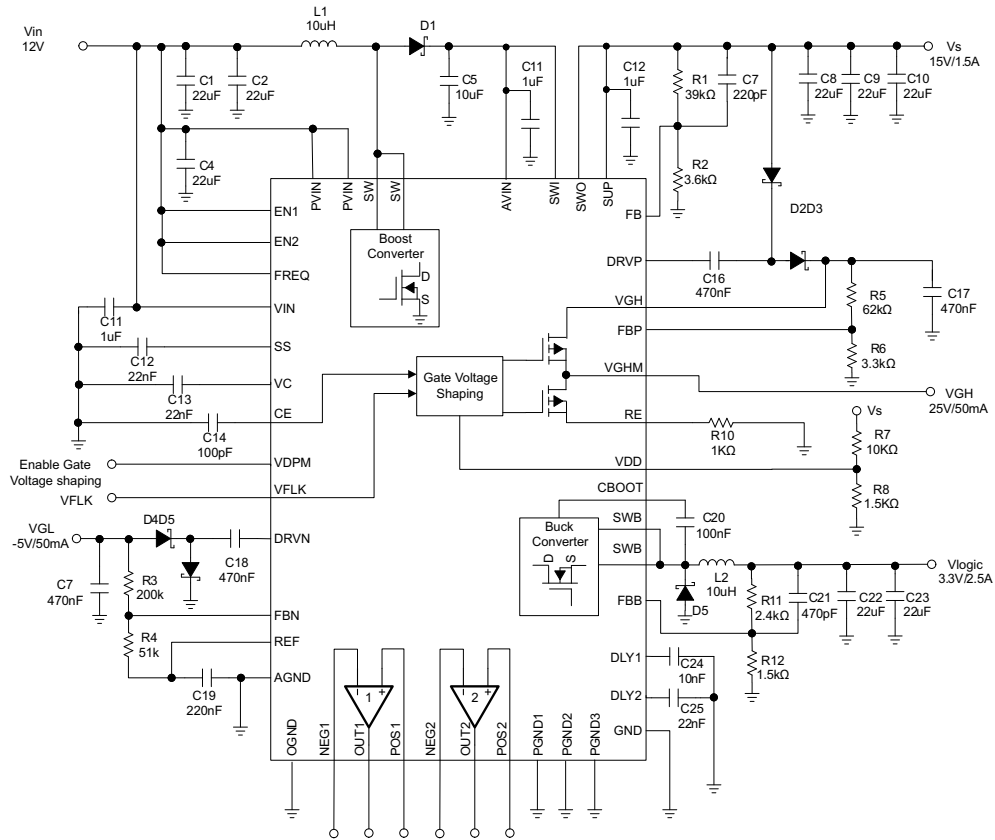 Vin
12V
L1
10uH
D1
C1
22uF
C2
22uF
C5
10uF
C11
1uF
C12
1uF
R1
39kΩ
C7
220pF
C8
22uF
C9
22uF
C10
22uF
Vs
15V/1.5A
C4
22uF
R2
3.6kΩ
D2D3
PVIN
PVIN
SW
SW
AVIN
SWI
SWO
SUP
FB
EN1
EN2
FREQ
VIN
SS
VC
CE
VDPM
VFLK
DRVN
FBN
REF
AGND
Boost
Converter
D
S
DRVP
VGH
FBP
VGHM
RE
VDD
CBOOT
SWB
SWB
FBB
DLY1
DLY2
GND
C16
470nF
R5
62kΩ
C17
470nF
R6
3.3kΩ
C11
1uF
C12
22nF
C13
22nF
C14
100pF
Gate Voltage
Shaping
VGH
25V/50mA
R10
1KΩ
Vs
R7
10KΩ
R8
1.5KΩ
Enable Gate
Voltage shaping
VFLK
VGL
-5V/50mA
D4D5
C18
470nF
C7
470nF
R3
200k
R4
51k
C19
220nF
Buck
Converter
D
S
C20
100nF
L2
10uH
D5
Vlogic
3.3V/2.5A
R11
2.4kΩ
C21
470pF
C22
22uF
C23
22uF
R12
1.5kΩ
C24
10nF
C25
22nF
- +
1
- +
2
OGND
NEG1
OUT1
POS1
NEG2
OUT2
POS2
PGND1
PGND2
PGND3